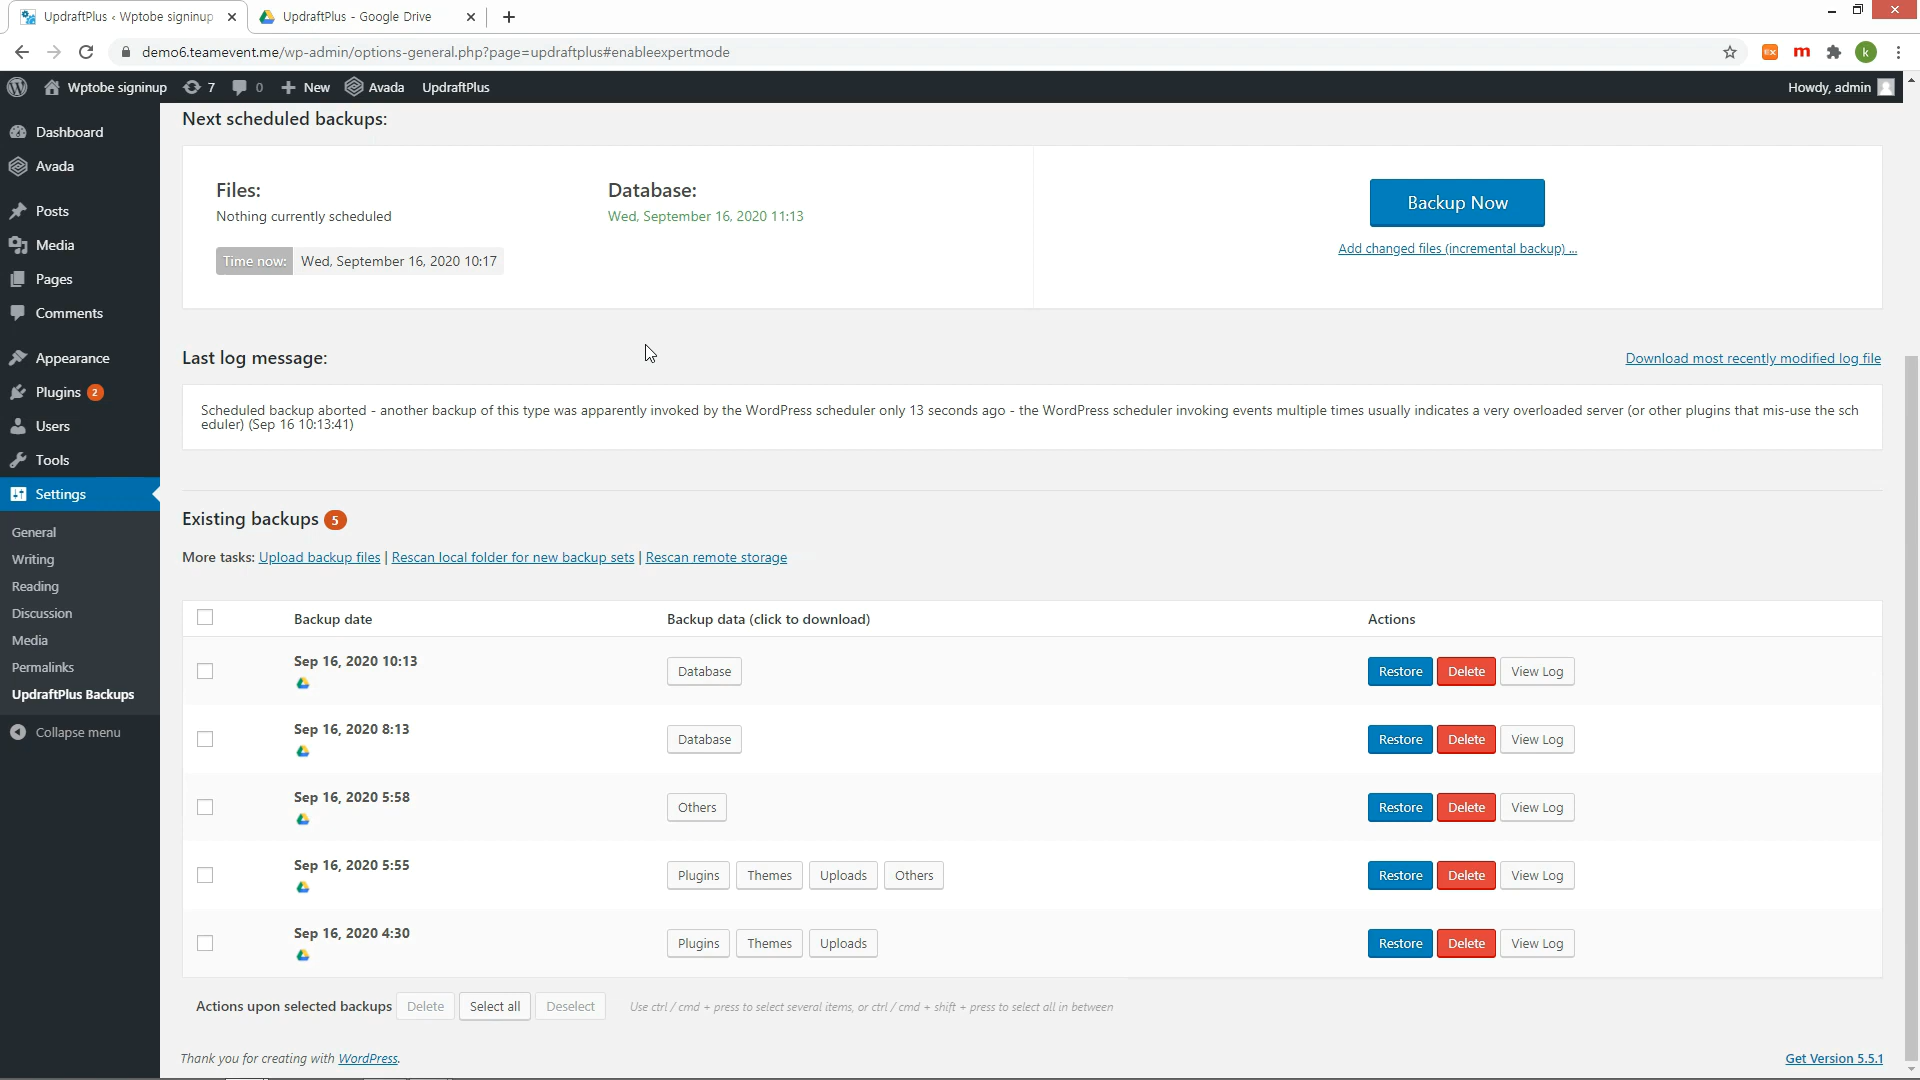 UpdraftPlus ‹ Wptobe signinup
UpdraftPlus - Google Drive
demo6.teamevent.me/wp-admin/options-general.php?page=updraftplus#enableexpertmode
EX
m
k
Wptobe signinup 7 0 New Avada UpdraftPlus
Howdy, admin
Dashboard
Avada
Posts
Media
Pages
Comments
Appearance
Plugins 2
Users
Tools
Settings
General
Writing
Reading
Discussion
Media
Permalinks
UpdraftPlus Backups
Collapse menu
Next scheduled backups:
Files:
Nothing currently scheduled
Database:
Wed, September 16, 2020 11:13
Time now: Wed, September 16, 2020 10:17
Backup Now
Add changed files (incremental backup) ...
Last log message:
Download most recently modified log file
Scheduled backup aborted - another backup of this type was apparently invoked by the WordPress scheduler only 13 seconds ago - the WordPress scheduler invoking events multiple times usually indicates a very overloaded server (or other plugins that mis-use the sch
eduler) (Sep 16 10:13:41)
Existing backups 5
More tasks: Upload backup files | Rescan local folder for new backup sets | Rescan remote storage
Backup date Backup data (click to download) Actions
Sep 16, 2020 10:13 Database Restore Delete View Log
Sep 16, 2020 8:13 Database Restore Delete View Log
Sep 16, 2020 5:58 Others Restore Delete View Log
Sep 16, 2020 5:55 Plugins Themes Uploads Others Restore Delete View Log
Sep 16, 2020 4:30 Plugins Themes Uploads Restore Delete View Log
Actions upon selected backups Delete Select all Deselect Use ctrl / cmd + press to select several items, or ctrl / cmd + shift + press to select all in between
Thank you for creating with WordPress.
Get Version 5.5.1